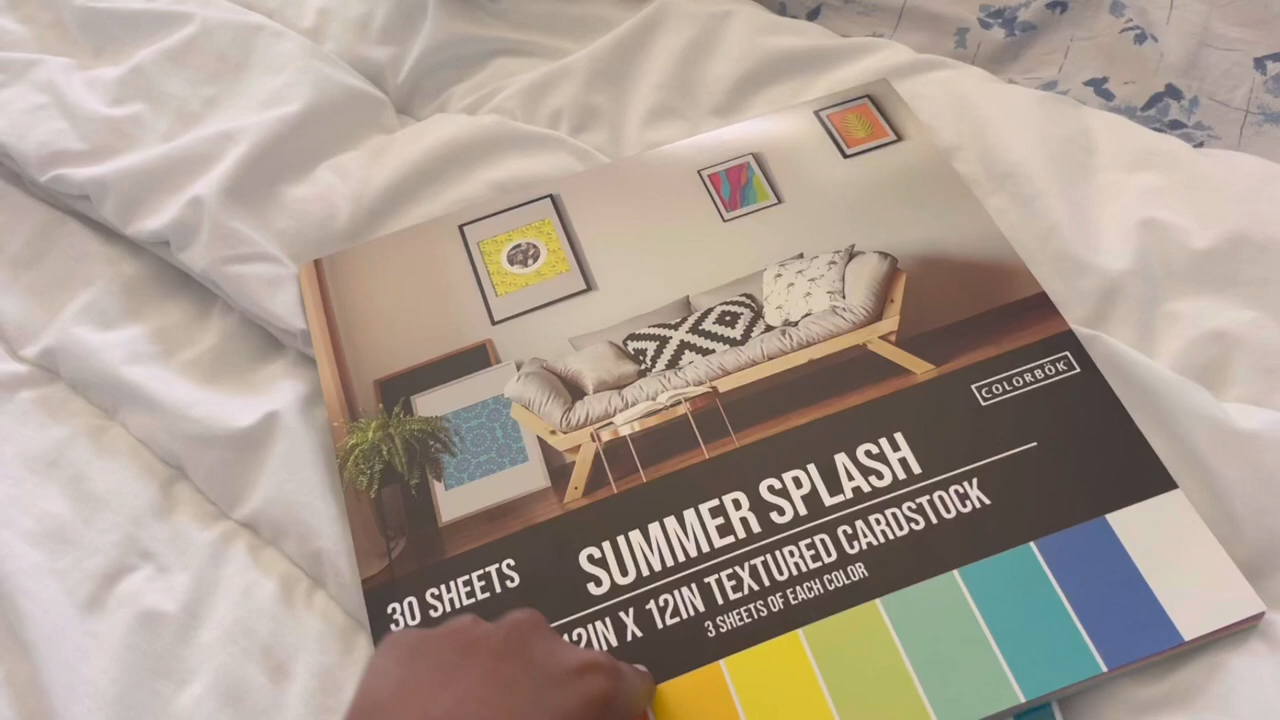 COLORBÖK
SUMMER SPLASH
30 SHEETS
12IN X 12IN TEXTURED CARDSTOCK
3 SHEETS OF EACH COLOR